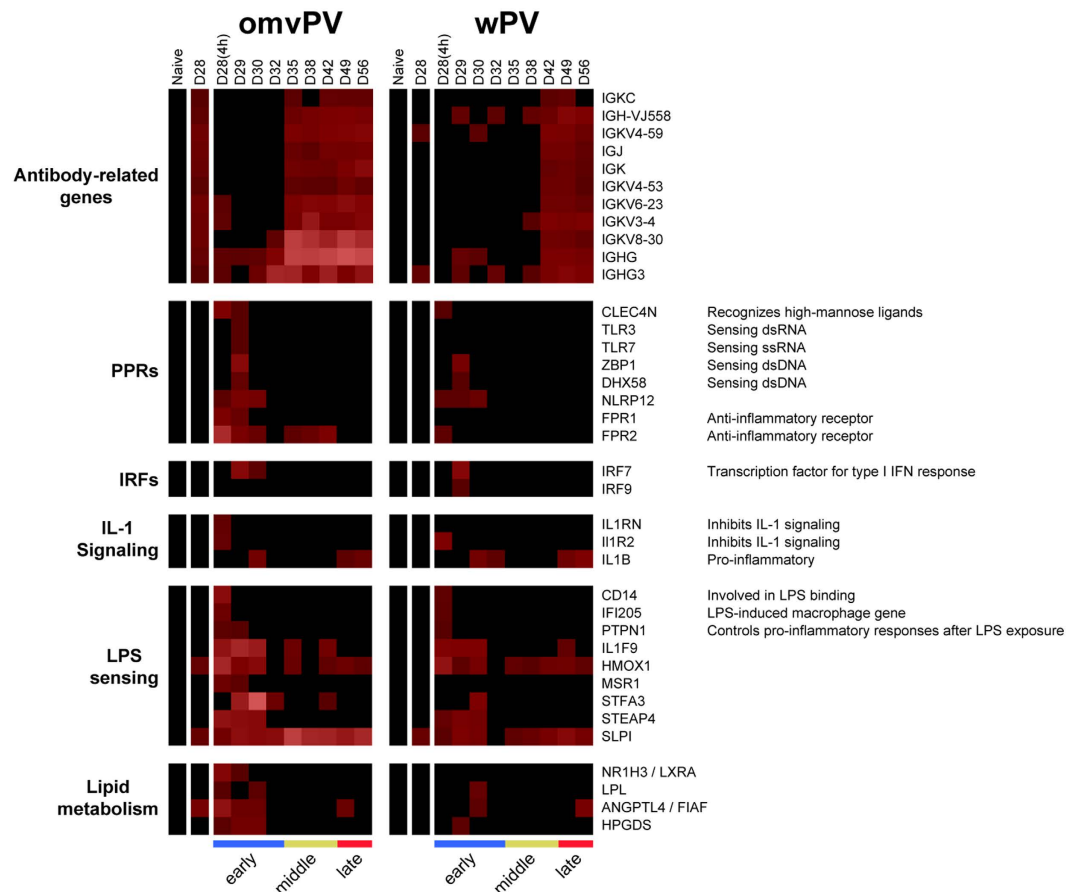 omvPV wPV
Naive D28 D28(4h) D29 D30 D32 D35 D38 D42 D49 D56 Naive D28 D28(4h) D29 D30 D32 D35 D38 D42 D49 D56
Antibody-related
genes
IGKC
IGH-VJ558
IGKV4-59
IGJ
IGK
IGKV4-53
IGKV6-23
IGKV3-4
IGKV8-30
IGHG
IGHG3
PPRs
CLEC4N Recognizes high-mannose ligands
TLR3 Sensing dsRNA
TLR7 Sensing ssRNA
ZBP1 Sensing dsDNA
DHX58 Sensing dsDNA
NLRP12
FPR1 Anti-inflammatory receptor
FPR2 Anti-inflammatory receptor
IRFs
IRF7 Transcription factor for type I IFN response
IRF9
IL-1
Signaling
IL1RN Inhibits IL-1 signaling
Il1R2 Inhibits IL-1 signaling
IL1B Pro-inflammatory
LPS
sensing
CD14 Involved in LPS binding
IFI205 LPS-induced macrophage gene
PTPN1 Controls pro-inflammatory responses after LPS exposure
IL1F9
HMOX1
MSR1
STFA3
STEAP4
SLPI
Lipid
metabolism
NR1H3 / LXRA
LPL
ANGPTL4 / FIAF
HPGDS
early middle late early middle late